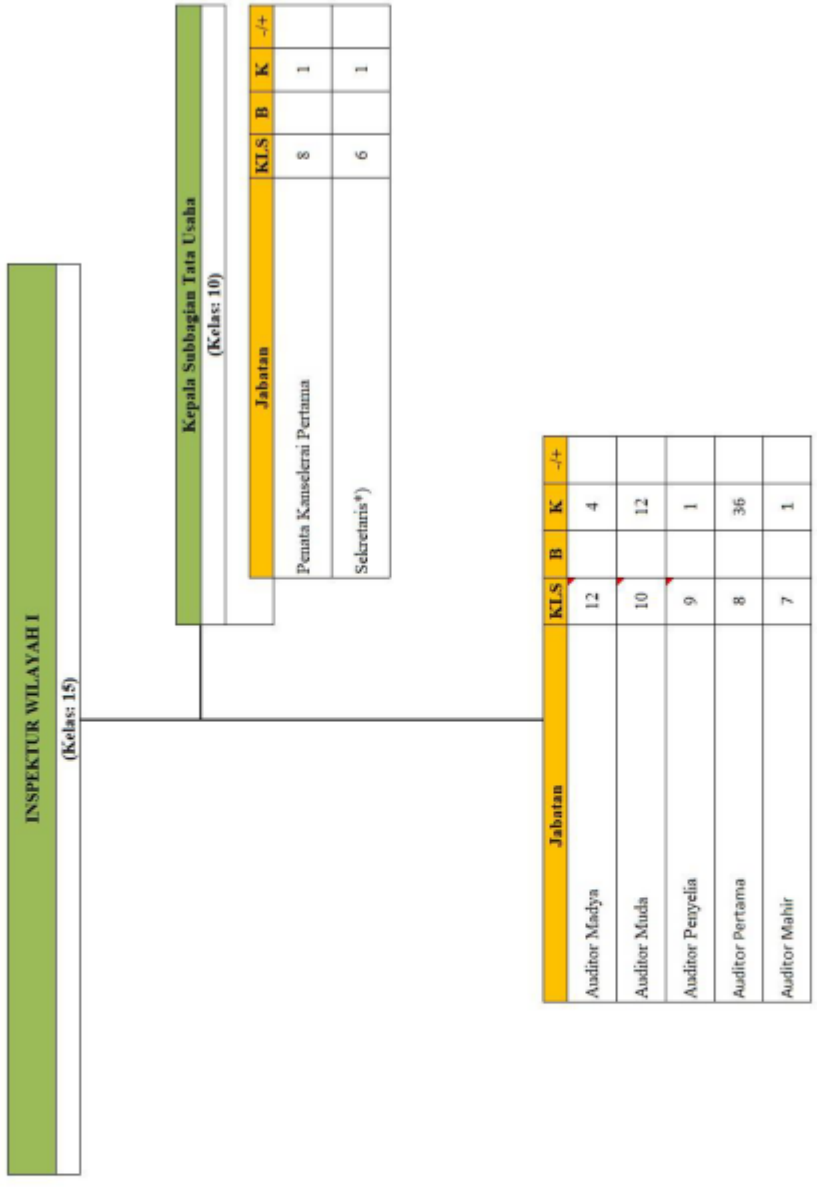 INSPEKTUR WILAYAH I
(Kelas: 15)
Kepala Subbagian Tata Usaha
(Kelas: 10)
Jabatan KLS B K -/+
Penata Kanselerai Pertama 8 1
Sekretaris*) 6 1
Jabatan KLS B K -/+
Auditor Madya 12 4
Auditor Muda 10 12
Auditor Penyelia 9 1
Auditor Pertama 8 36
Auditor Mahir 7 1